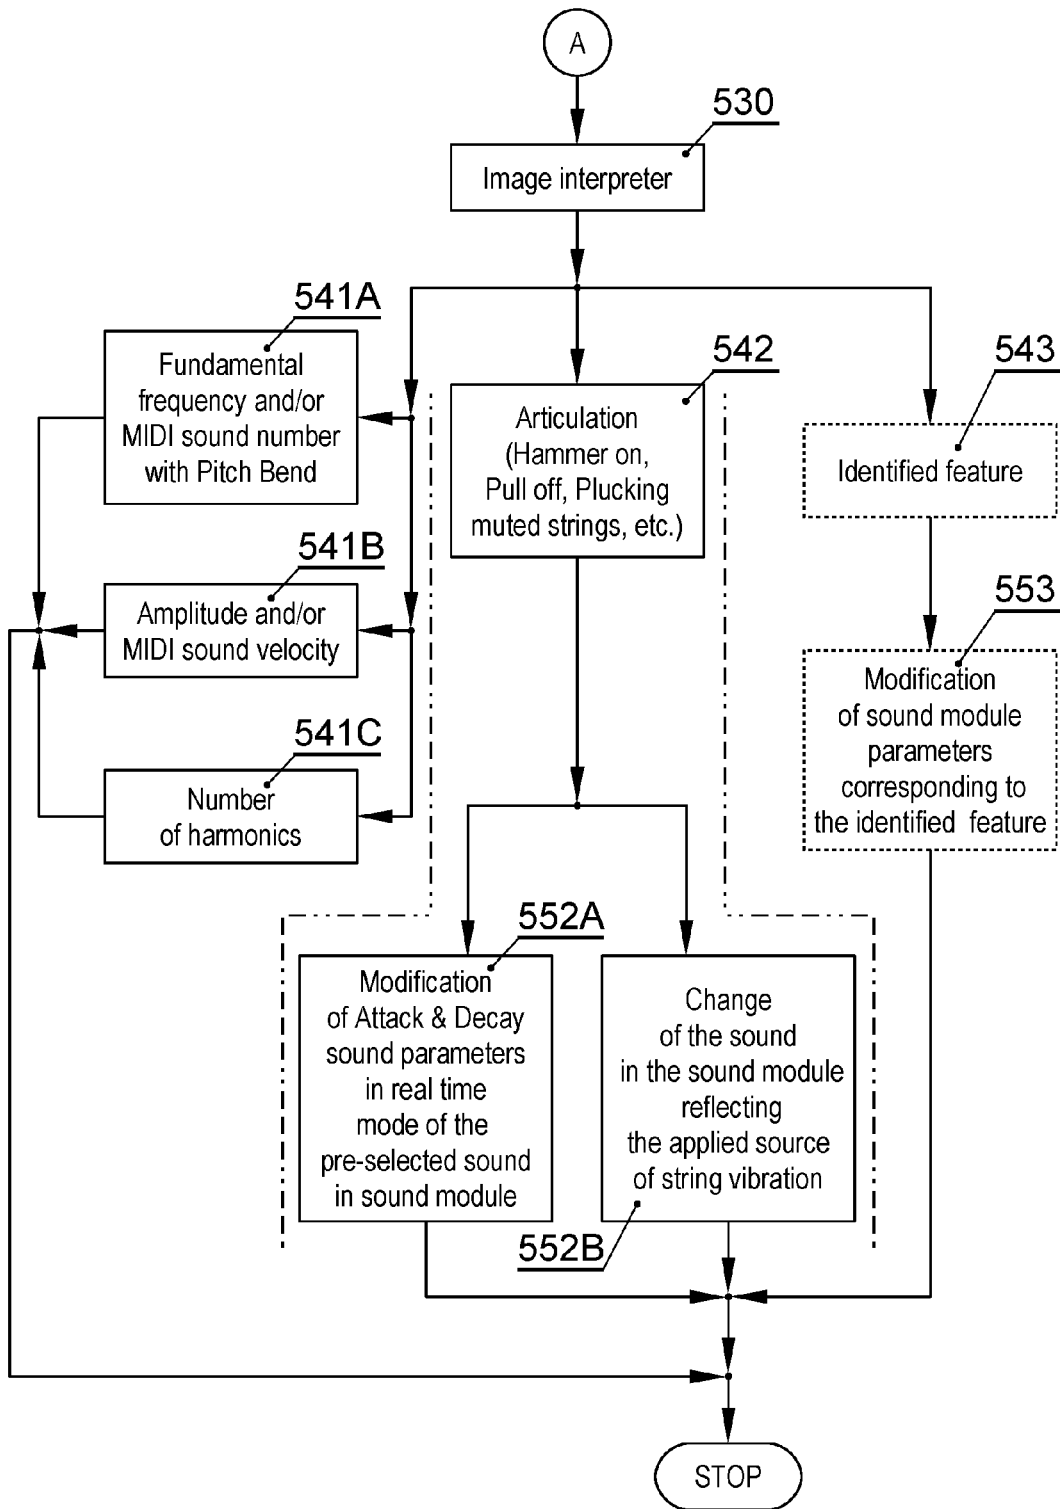 A
530
Image interpreter
541A
Fundamental
frequency and/or
MIDI sound number
with Pitch Bend
542
Articulation
(Hammer on,
Pull off, Plucking
muted strings, etc.)
543
Identified feature
541B
Amplitude and/or
MIDI sound velocity
553
Modification
of sound module
parameters
corresponding to
the identified feature
541C
Number
of harmonics
552A
Modification
of Attack & Decay
sound parameters
in real time
mode of the
pre-selected sound
in sound module
Change
of the sound
in the sound module
reflecting
the applied source
of string vibration
552B
STOP